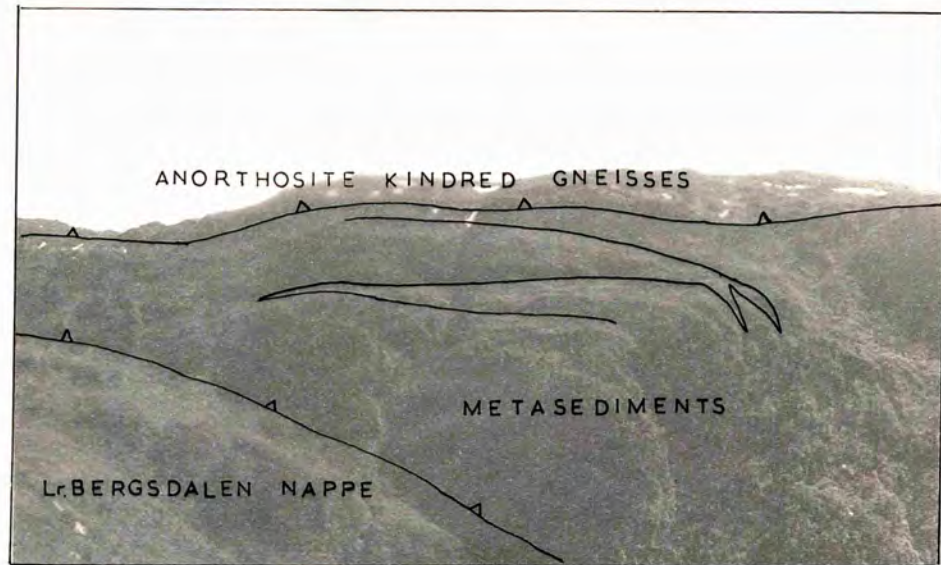 ANORTHOSITE KINDRED GNEISSES
METASEDIMENTS
Lr. BERGSDALEN NAPPE